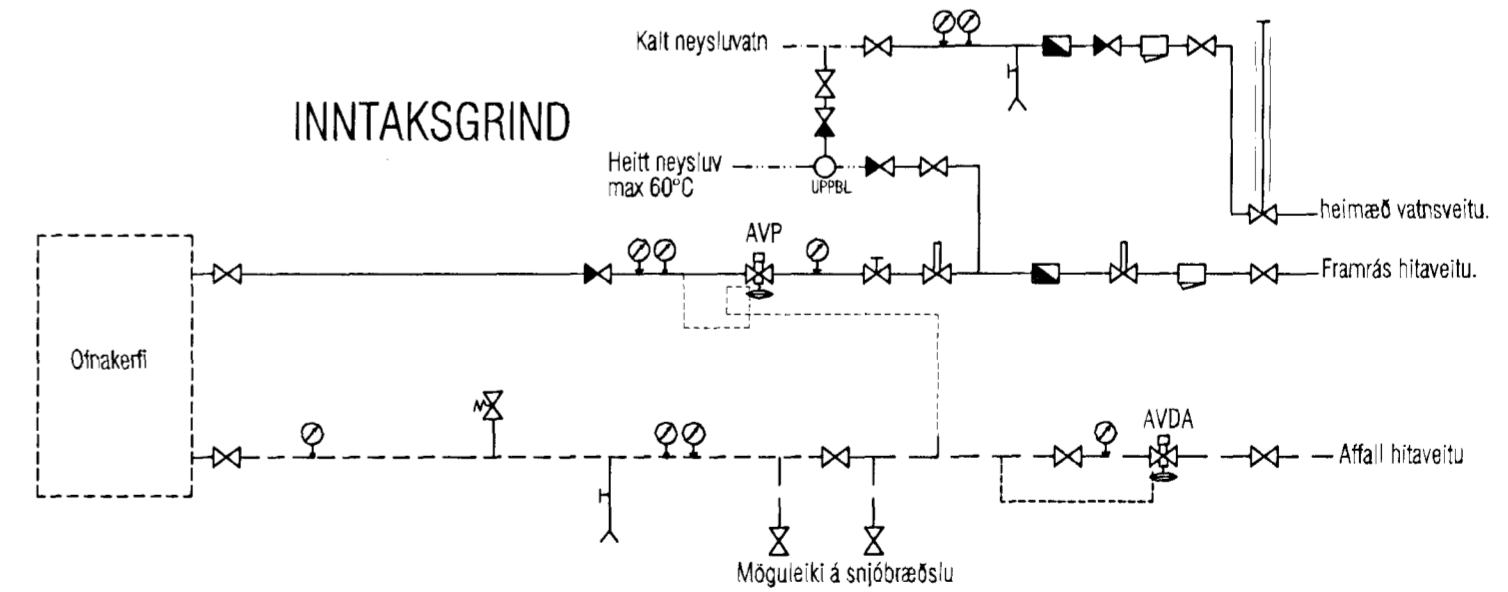 Kalt neysluvatn
INNTAKSGRIND
Heitt neysluv
max 60°C
UPPBL
heimæð vatnsveitu.
AVP
Framrás hitaveitu.
Ofnakerfi
AVDA
Affall hitaveitu
Möguleiki á snjóbræðslu